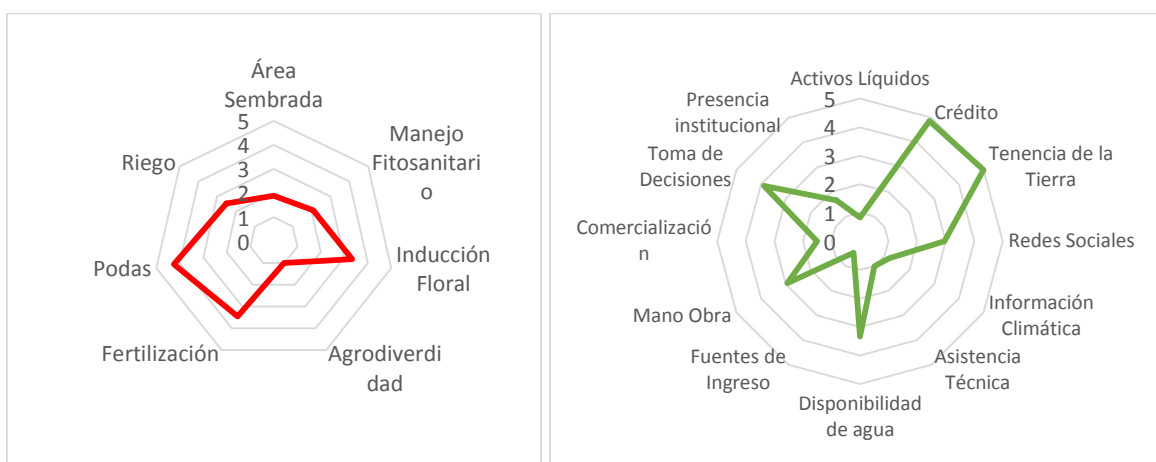 Área
Sembrada
5
4
3
2
1
0
Manejo
Fitosanitari
o
Inducción
Floral
Agrodiverdi
dad
Fertilización
Podas
Riego
Activos Líquidos
5
4
3
2
1
0
Crédito
Tenencia de la
Tierra
Redes Sociales
Información
Climática
Asistencia
Técnica
Disponibilidad
de agua
Fuentes de
Ingreso
Mano Obra
Comercializació
n
Toma de
Decisiones
Presencia
institucional